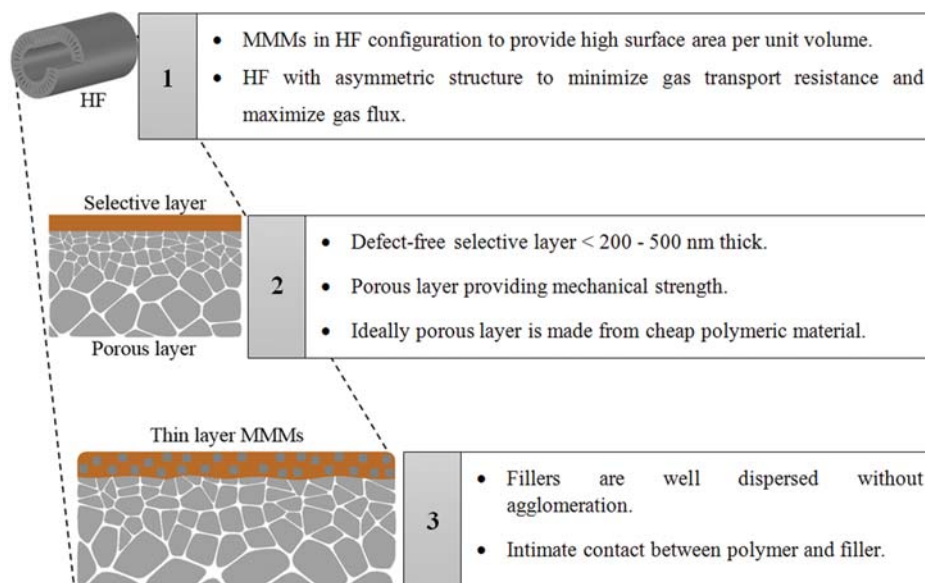 HF
1
• MMMs in HF configuration to provide high surface area per unit volume.
• HF with asymmetric structure to minimize gas transport resistance and
maximize gas flux.
Selective layer
Porous layer
2
• Defect-free selective layer < 200 - 500 nm thick.
• Porous layer providing mechanical strength.
• Ideally porous layer is made from cheap polymeric material.
Thin layer MMMs
3
• Fillers are well dispersed without
agglomeration.
• Intimate contact between polymer and filler.